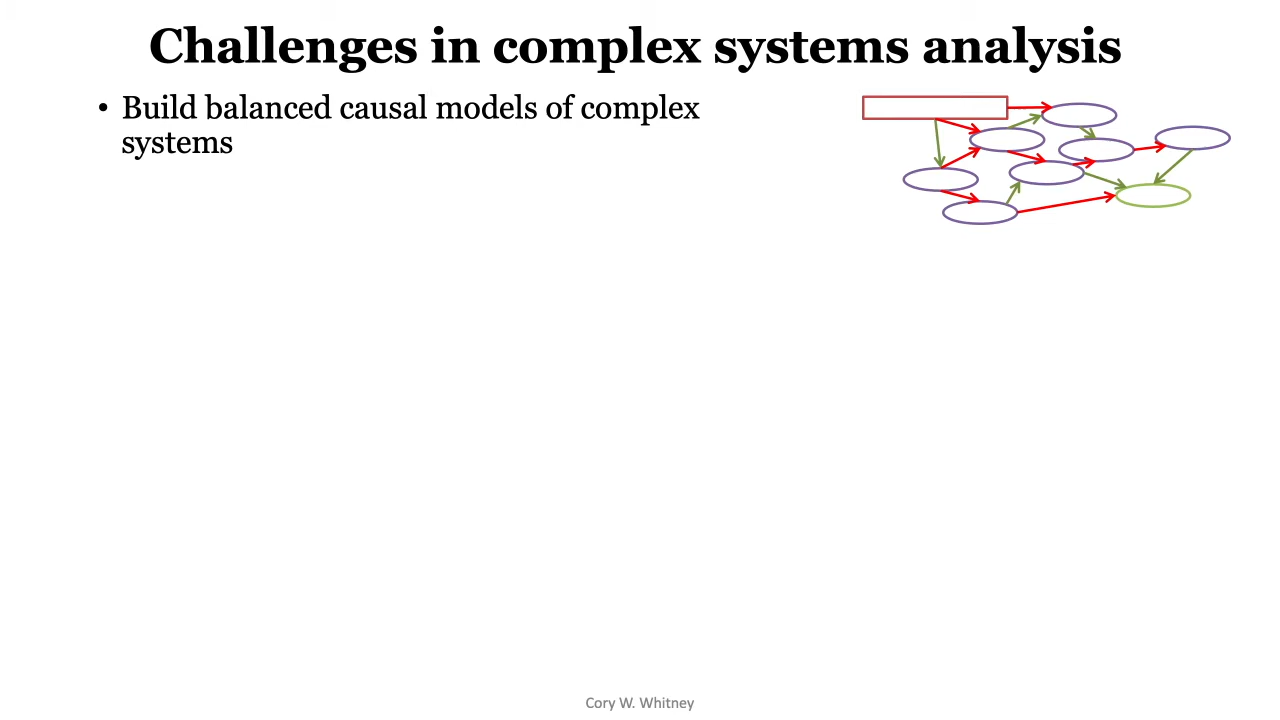 Challenges in complex systems analysis
• Build balanced causal models of complex
systems
Cory W. Whitney